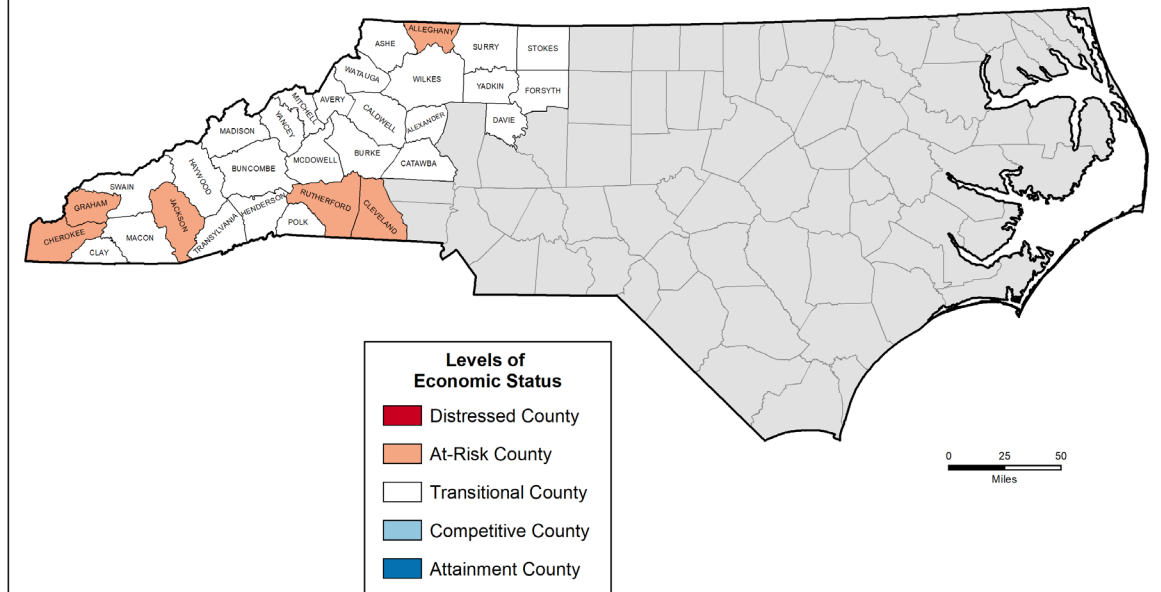 ALLEGHANY
ASHE
SURRY
STOKES
WATAUGA
WILKES
YADKIN
FORSYTH
MITCHELL
AVERY
YANCEY
CALDWELL
ALEXANDER
DAVIE
MADISON
HAYWOOD
BUNCOMBE
MCDOWELL
BURKE
CATAWBA
SWAIN
GRAHAM
JACKSON
HENDERSON
RUTHERFORD
CLEVELAND
TRANSYLVANIA
POLK
CHEROKEE
MACON
CLAY
Levels of
Economic Status
Distressed County
At-Risk County
Transitional County
Competitive County
Attainment County
0 25 50
Miles